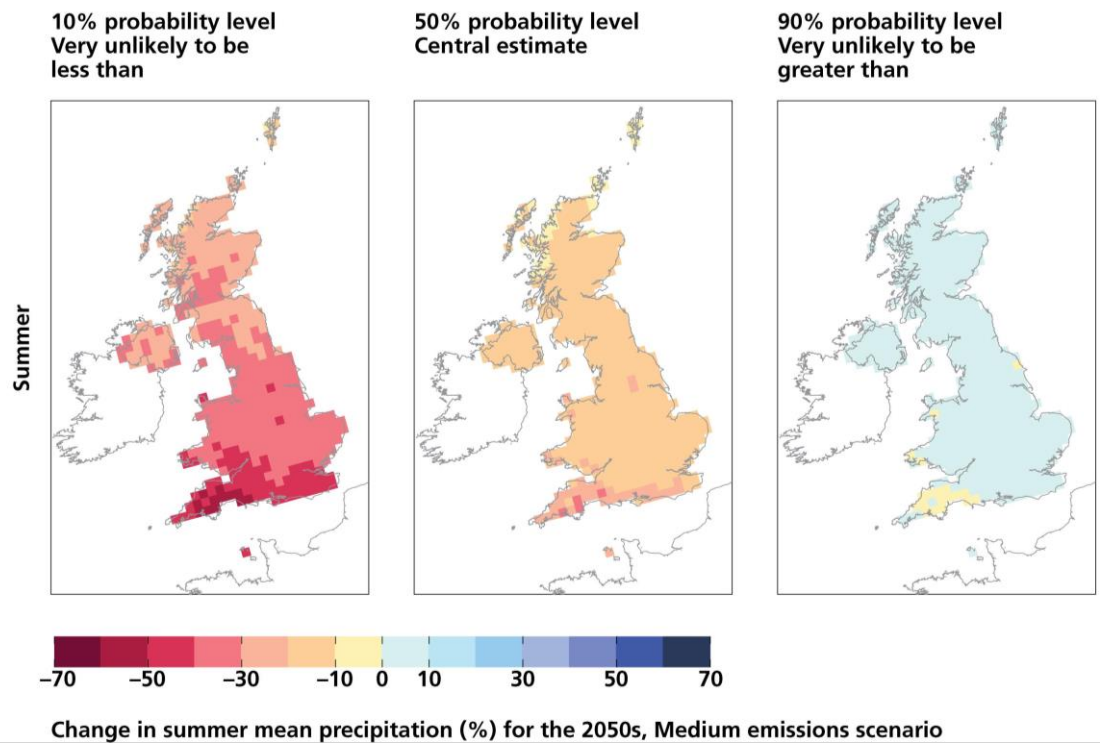 10% probability level
Very unlikely to be
less than
50% probability level
Central estimate
90% probability level
Very unlikely to be
greater than
Summer
−70 −50 −30 −10 0 10 30 50 70
Change in summer mean precipitation (%) for the 2050s, Medium emissions scenario